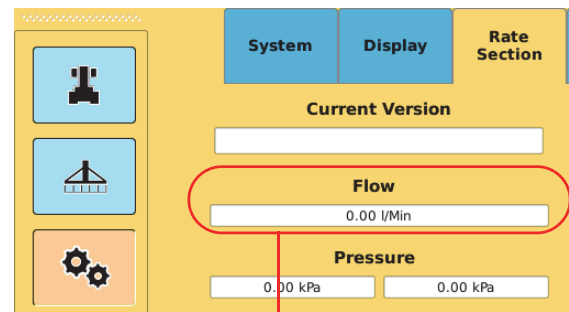 System
Display
Rate
Section
Current Version
Flow
0.00 l/Min
Pressure
0.00 kPa
0.00 kPa